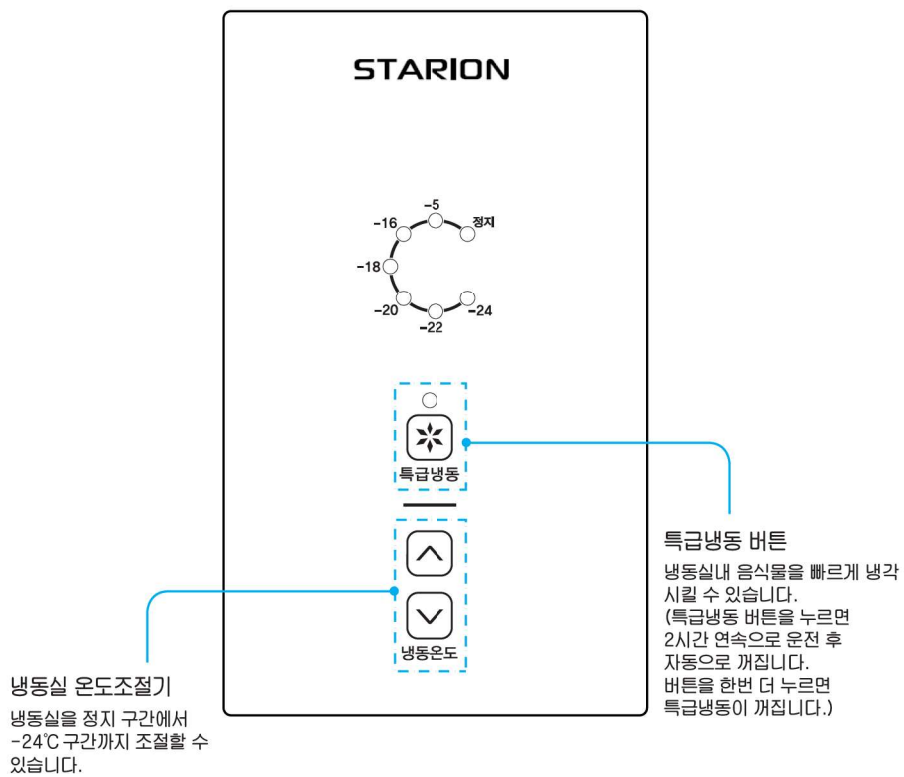 STARION
-5
정지
-16
-18
-20
-24
-22
특급냉동
냉동온도
특급냉동 버튼
냉동실내 음식물을 빠르게 냉각
시킬 수 있습니다.
(특급냉동 버튼을 누르면
2시간 연속으로 운전 후
자동으로 꺼집니다.
버튼을 한번 더 누르면
특급냉동이 꺼집니다.)
냉동실 온도조절기
냉동실을 정지 구간에서
-24℃ 구간까지 조절할 수
있습니다.